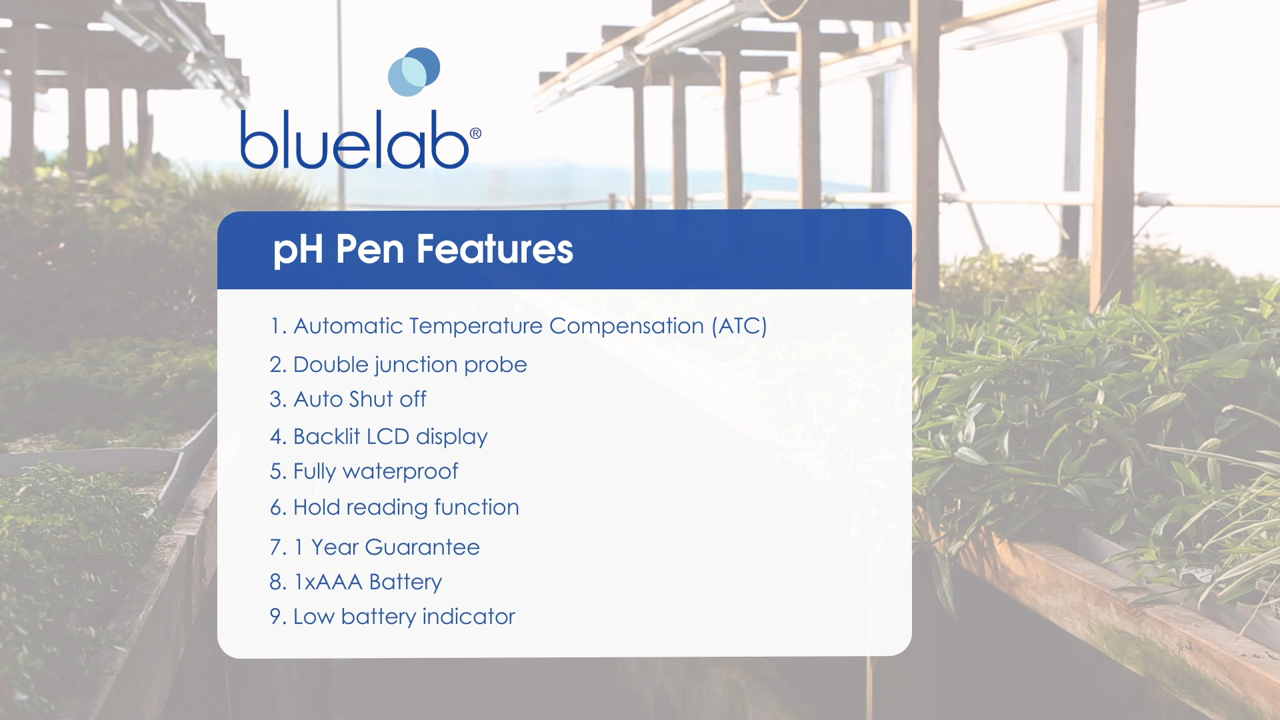 bluelab®
pH Pen Features
1. Automatic Temperature Compensation (ATC)
2. Double junction probe
3. Auto Shut off
4. Backlit LCD display
5. Fully waterproof
6. Hold reading function
7. 1 Year Guarantee
8. 1xAAA Battery
9. Low battery indicator